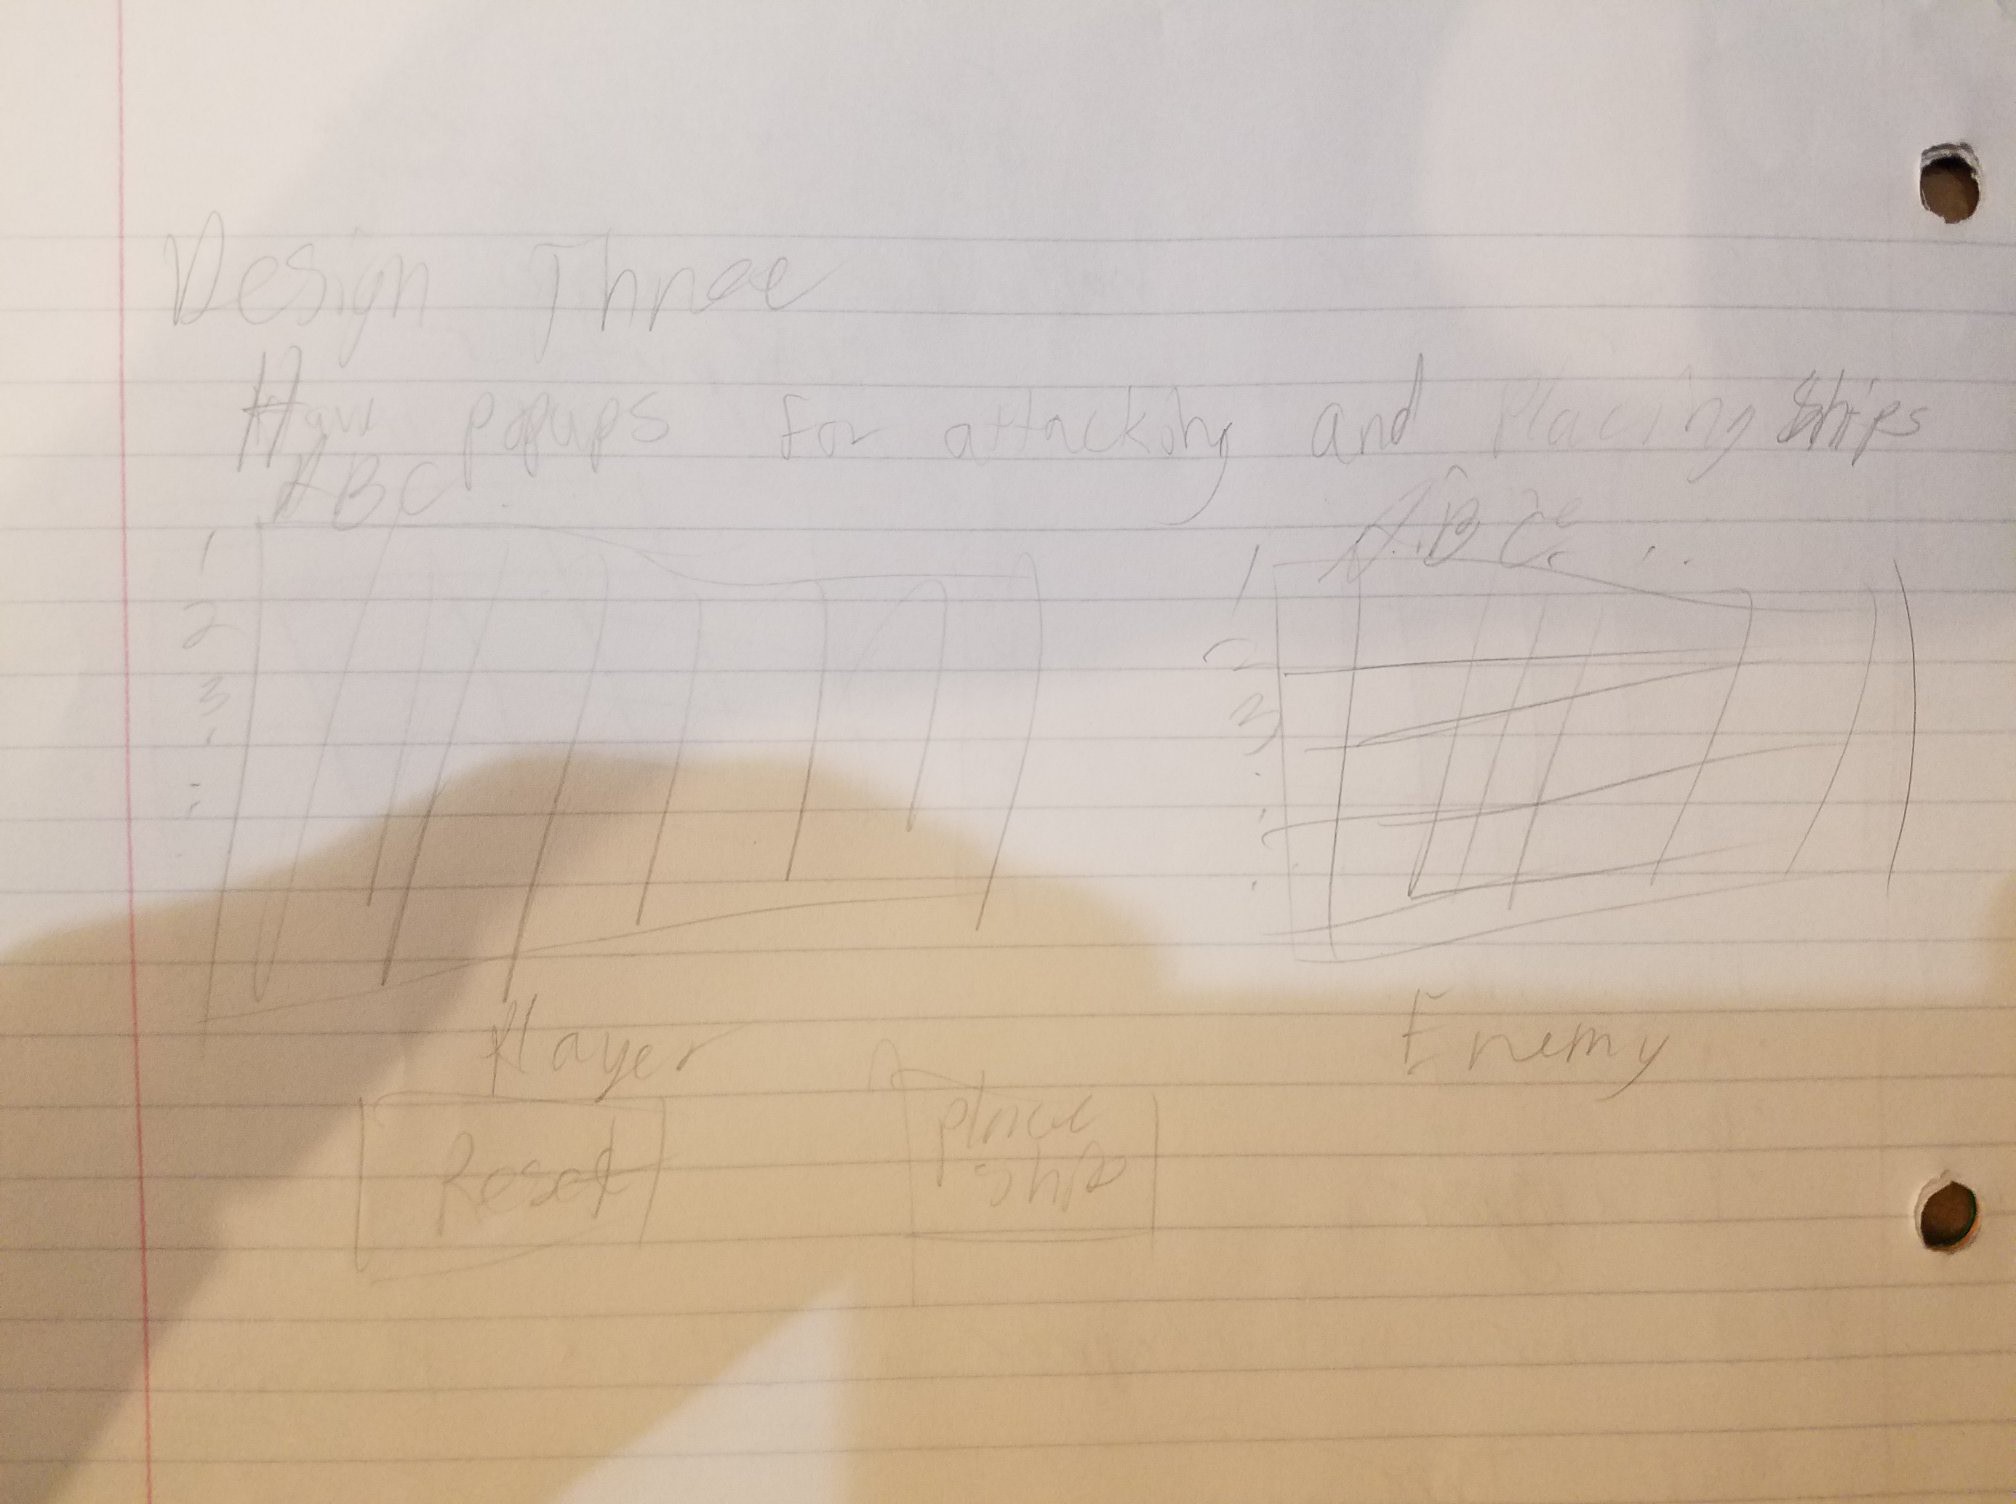 Design Three
Have popups for attacking and Placing Ships
A B C .
A B C . .
1
2
3
.
:
1
2
3
.
.
.
Player
Enemy
Reset
place
ship